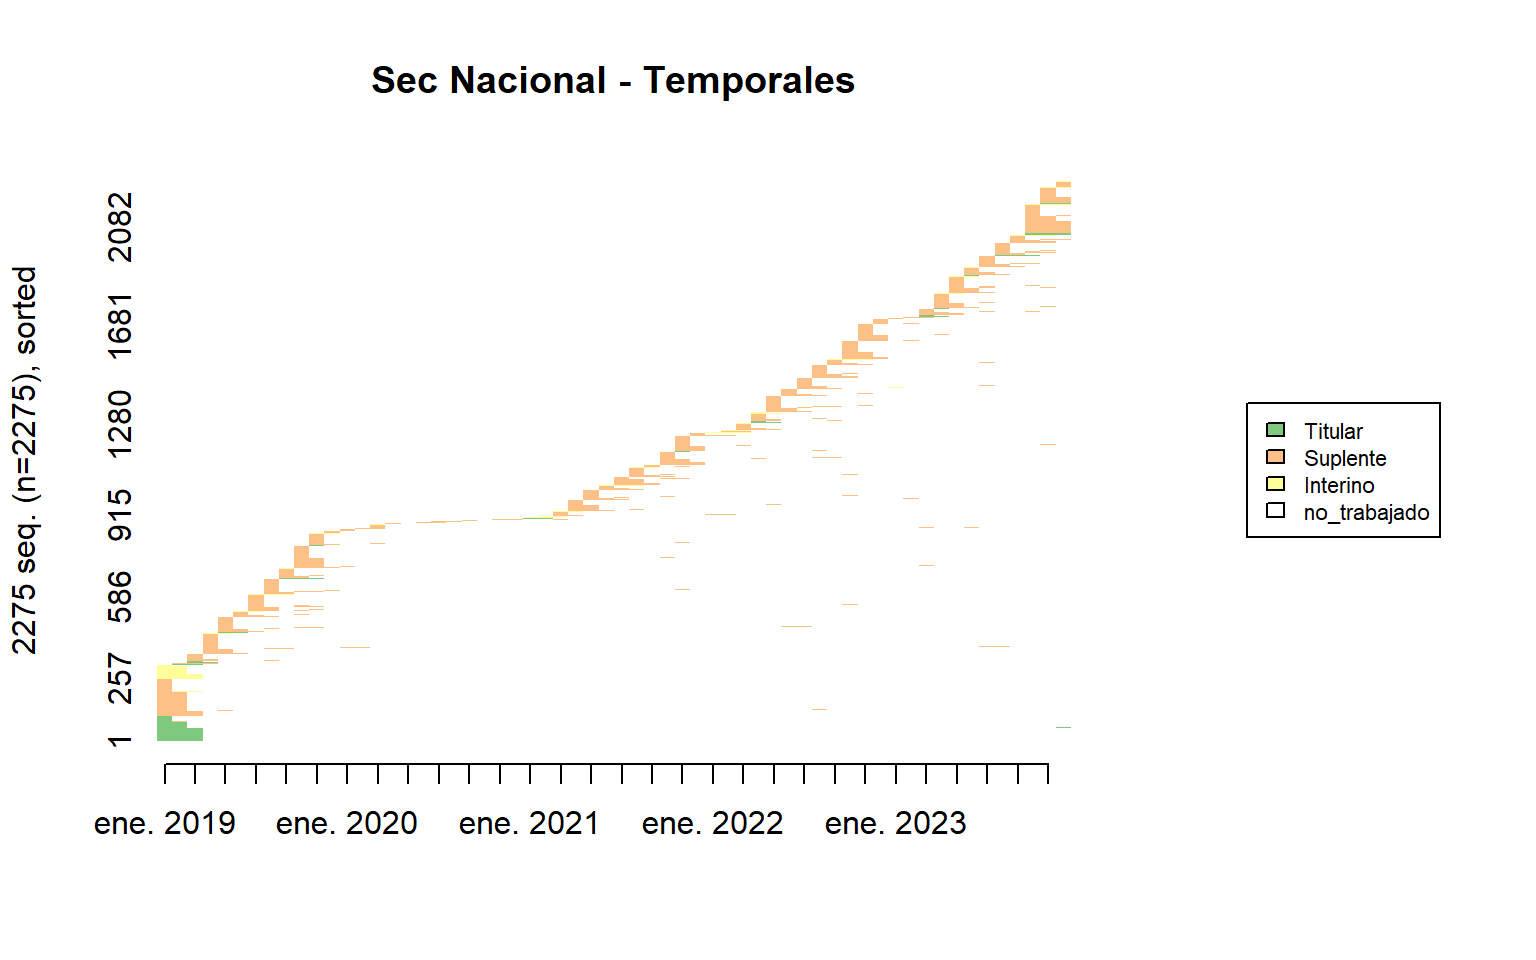 Sec Nacional - Temporales
2275 seq. (n=2275), sorted
2082
1681
1280
915
586
257
1
ene. 2019
ene. 2020
ene. 2021
ene. 2022
ene. 2023
Titular
Suplente
Interino
no_trabajado